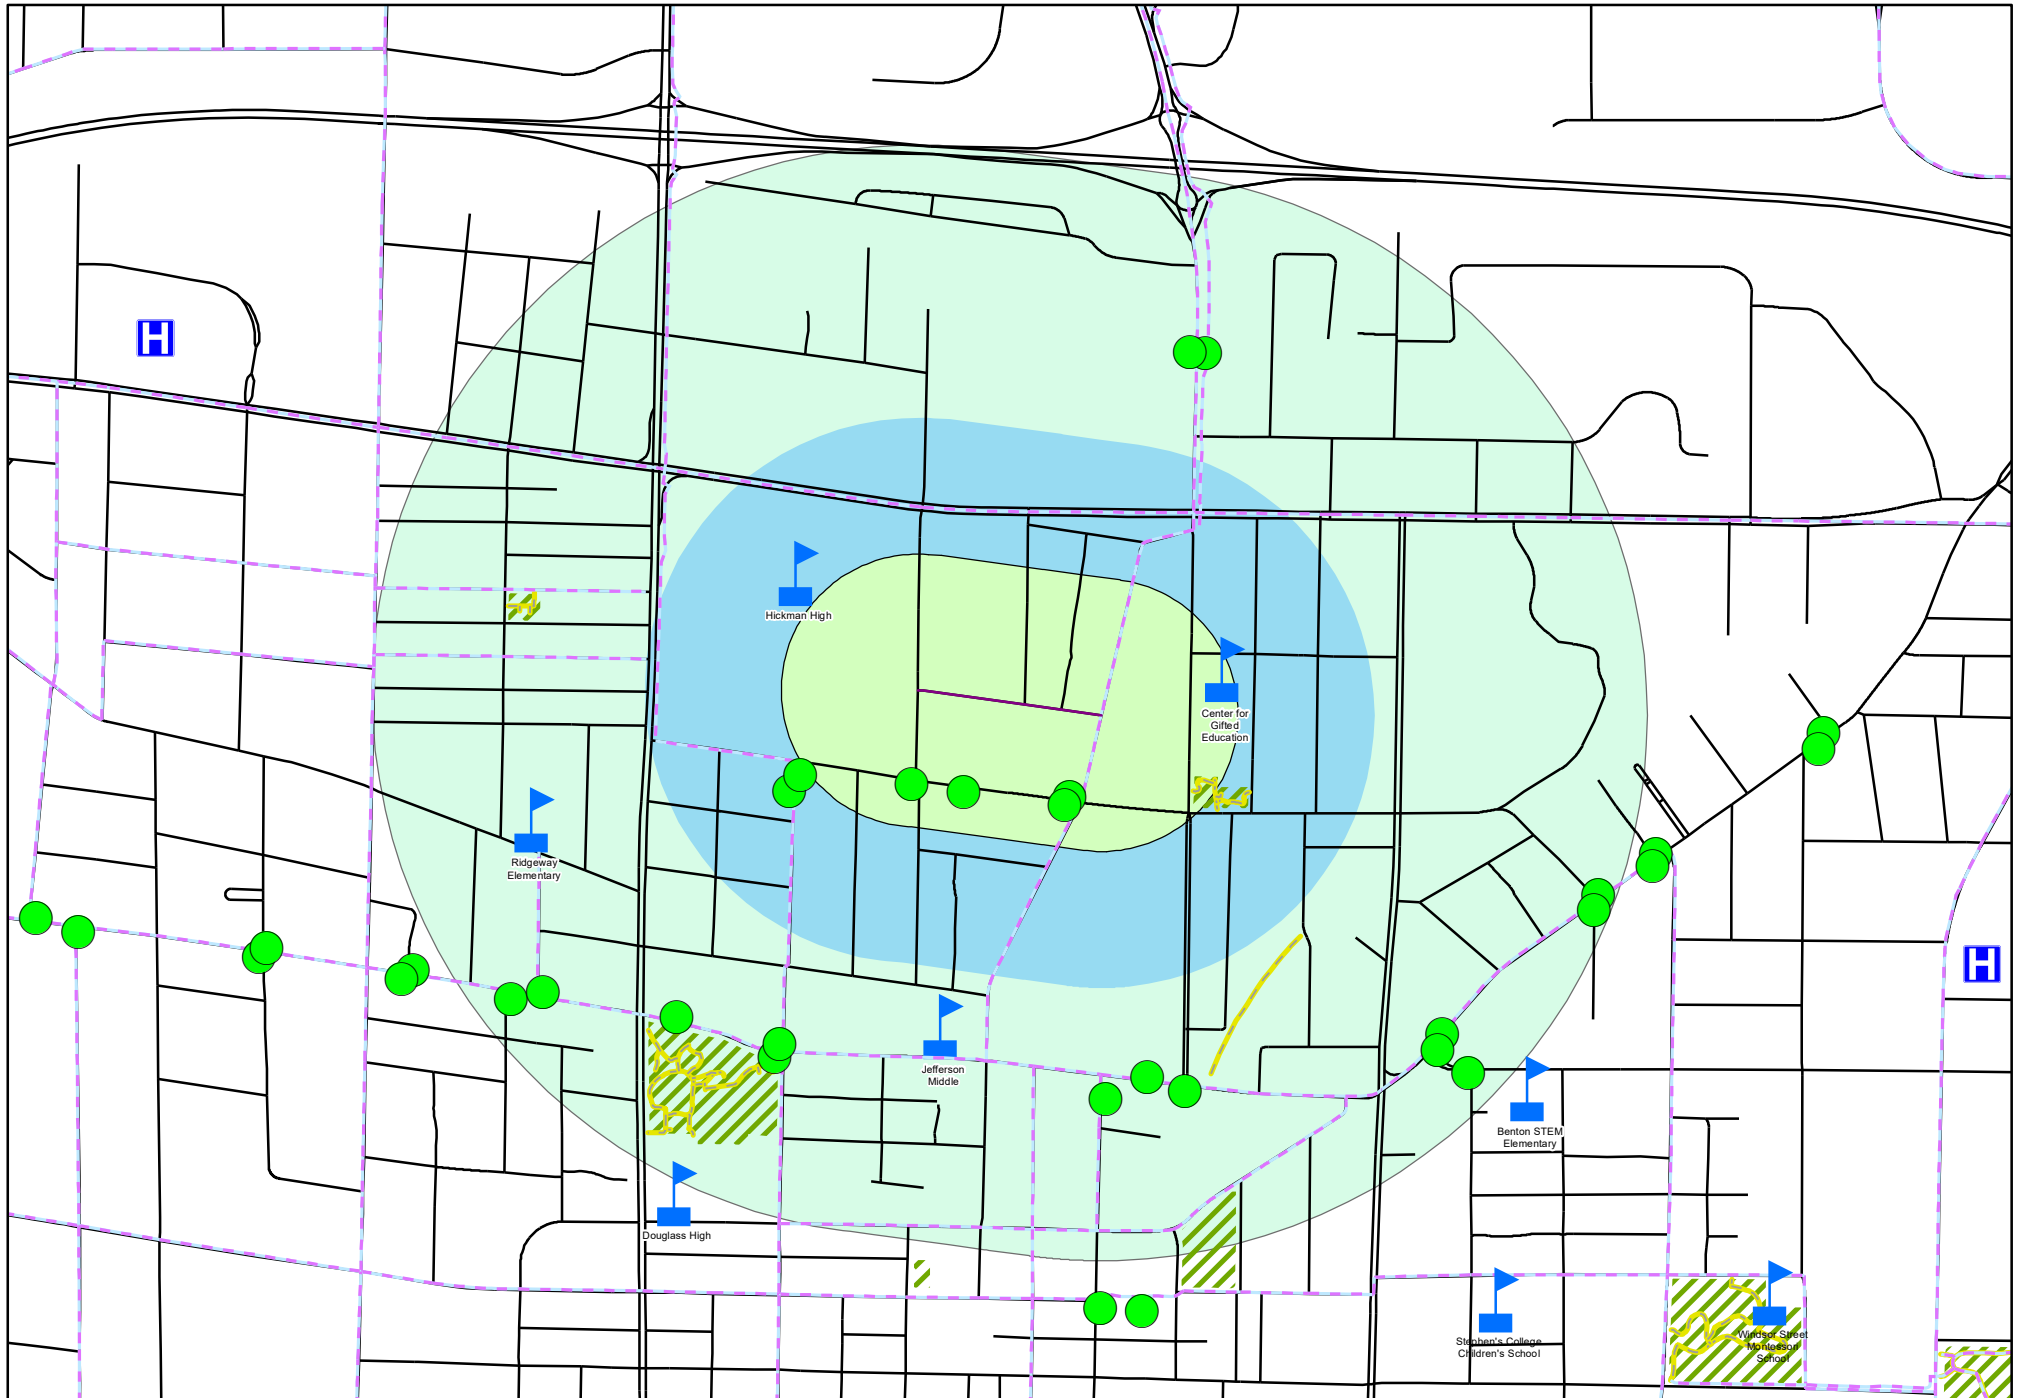 H
Hickman High
Center for
Gifted
Education
Ridgeway
Elementary
H
Jefferson
Middle
Benton STEM
Elementary
Douglass High
Stephen's College
Children's School
Windsor Street
Montessori
School